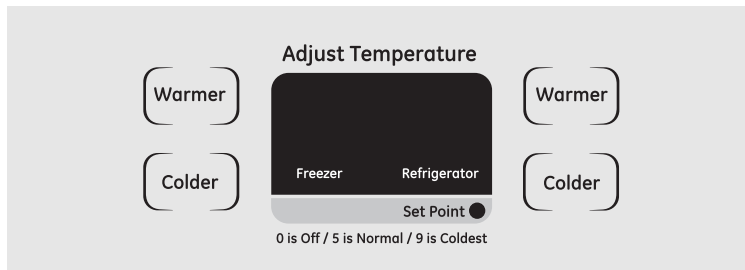 Adjust Temperature
Warmer
Warmer
Freezer Refrigerator
Colder
Colder
Set Point
0 is Off / 5 is Normal / 9 is Coldest